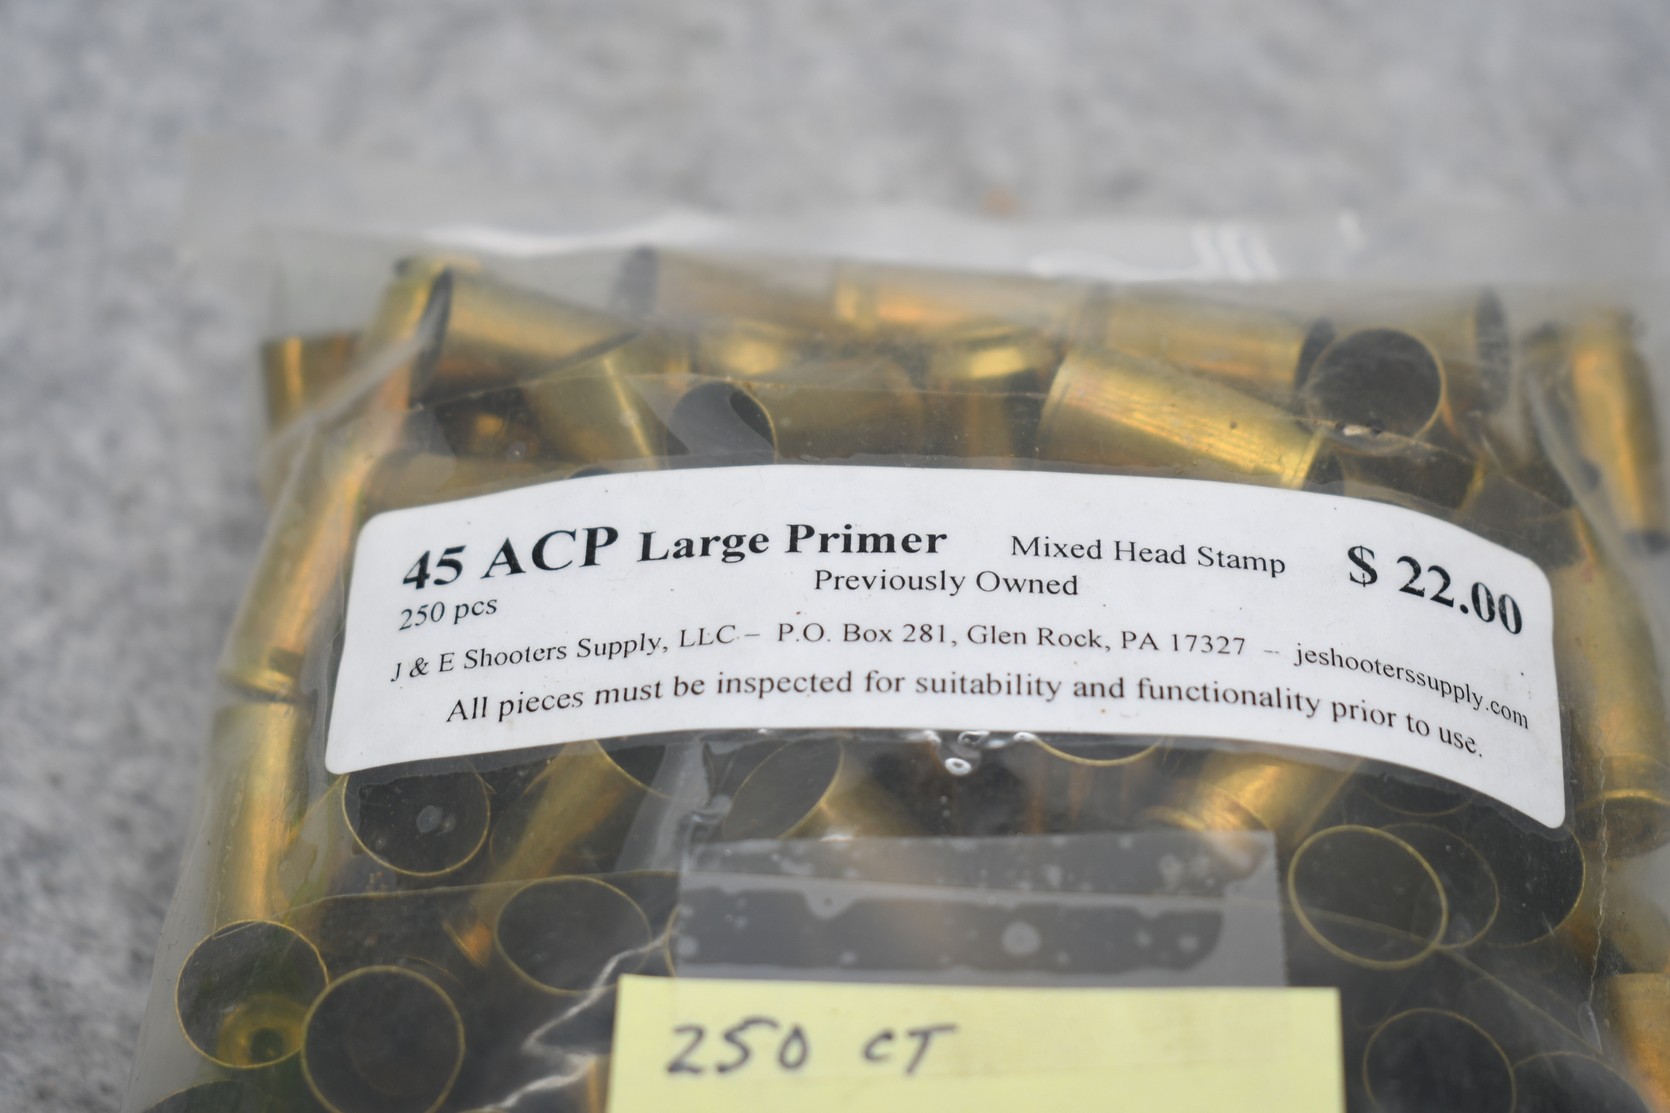 45 ACP Large Primer Mixed Head Stamp $ 22.00
250 pcs Previously Owned
J & E Shooters Supply, LLC – P.O. Box 281, Glen Rock, PA 17327 – jeshooterssupply.com
All pieces must be inspected for suitability and functionality prior to use.
250 CT